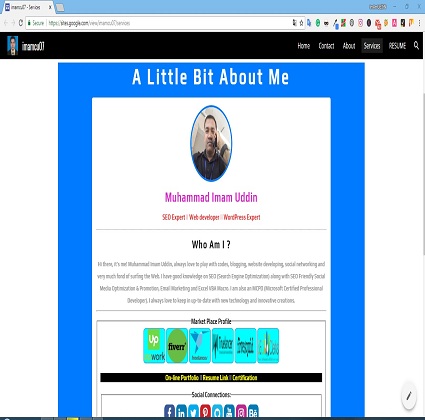 imamcu07 - Services
Secure
https://sites.google.com/view/imamcu07/services
imamcu07
Home Contact About Services RESUME
A Little Bit About Me
Muhammad Imam Uddin
SEO Expert | Web developer | WordPress Expert
Who Am I ?
Hi there, it's me! Muhammad Imam Uddin, always love to play with codes, blogging, website developing, social networking and
very much fond of surfing the Web. I have good knowledge on SEO (Search Engine Optimization) along with SEO Friendly Social
Media Optimization & Promotion, Email Marketing and Excel VBA Macro. I am also an MCPD (Microsoft Certified Professional
Developer). I always love to keep up-to-date with new technology and innovative creations.
Market Place Profile
Up
work
fiverr
Freelancer
On-line Portfolio | Resume Link | Certification
Social Connections: